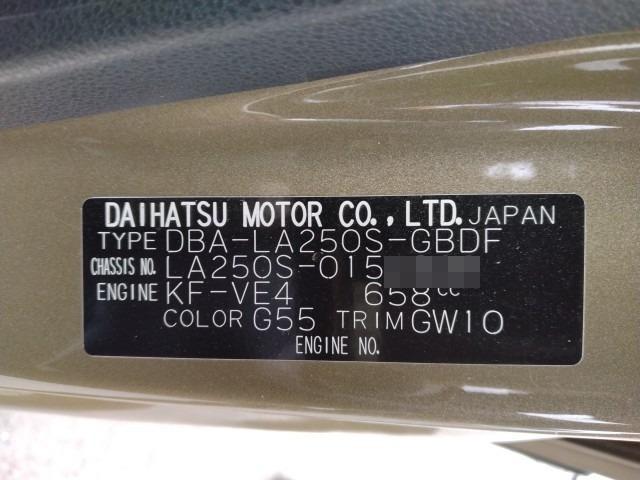 DAIHATSU MOTOR CO., LTD. JAPAN
TYPE DBA-LA250S-GBDF
CHASSIS NO. LA250S-015
ENGINE KF-VE4 658cc
COLOR G55 TRIM GW10
ENGINE NO.